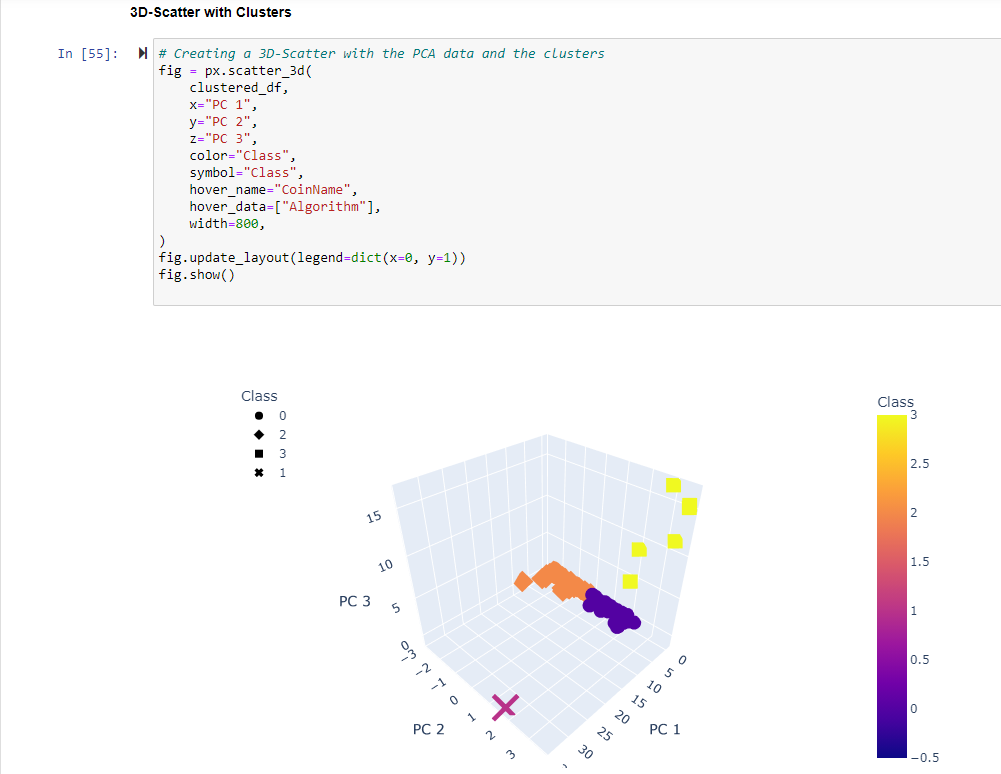 3D-Scatter with Clusters
In [55]:
# Creating a 3D-Scatter with the PCA data and the clusters
fig = px.scatter_3d(
    clustered_df,
    x="PC 1",
    y="PC 2",
    z="PC 3",
    color="Class",
    symbol="Class",
    hover_name="CoinName",
    hover_data=["Algorithm"],
    width=800,
)
fig.update_layout(legend=dict(x=0, y=1))
fig.show()
Class
0
2
3
1
Class
3
2.5
2
1.5
1
0.5
0
−0.5
15
10
5
0
PC 3
−3
−2
−1
0
1
2
3
PC 2
0
5
10
15
20
25
30
PC 1